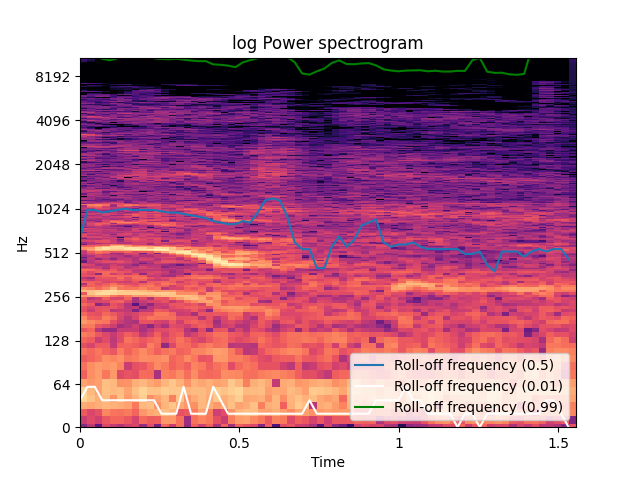 log Power spectrogram
8192
4096
2048
1024
512
256
128
64
0
Hz
Roll-off frequency (0.5)
Roll-off frequency (0.01)
Roll-off frequency (0.99)
0
0.5
1
1.5
Time